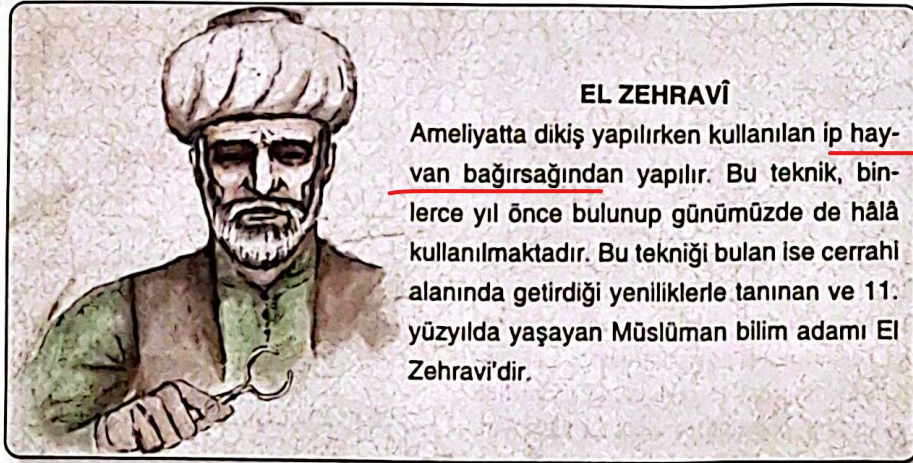 EL ZEHRAVÎ
Ameliyatta dikiş yapılırken kullanılan ip hay-
van bağırsağından yapılır. Bu teknik, bin-
lerce yıl önce bulunup günümüzde de hâlâ
kullanılmaktadır. Bu tekniği bulan ise cerrahi
alanında getirdiği yeniliklerle tanınan ve 11.
yüzyılda yaşayan Müslüman bilim adamı El
Zehravi'dir.